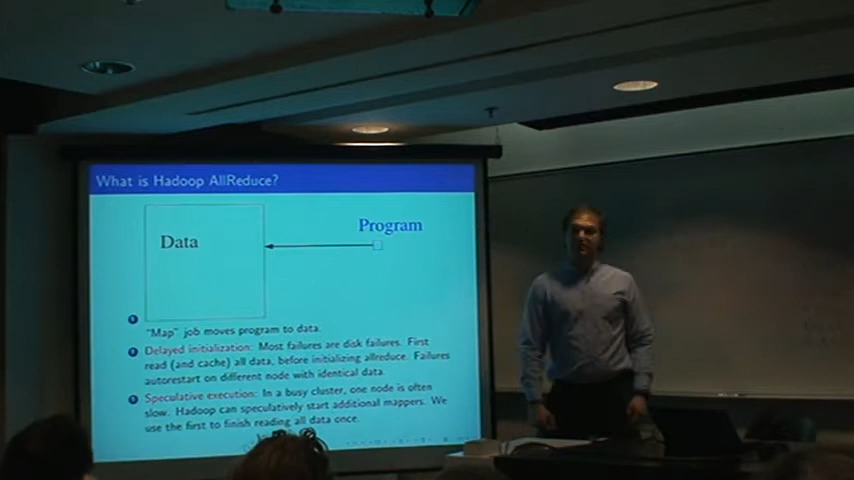 What is Hadoop AllReduce?
Data
Program
1
"Map" job moves program to data.
2 Delayed initialization: Most failures are disk failures. First
read (and cache) all data, before initializing allreduce. Failures
autorestart on different node with identical data.
3 Speculative execution: In a busy cluster, one node is often
slow. Hadoop can speculatively start additional mappers. We
use the first to finish reading all data once.